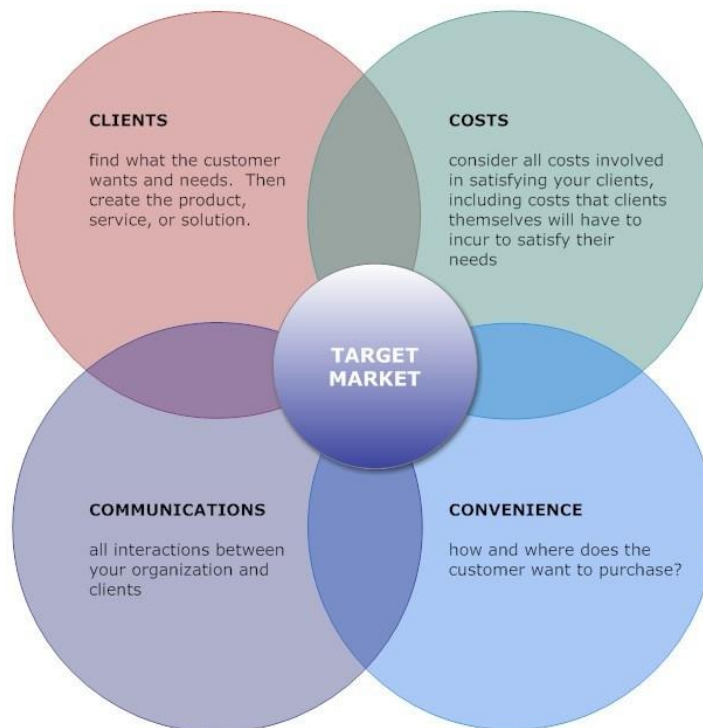 CLIENTS
find what the customer
wants and needs.  Then
create the product,
service, or solution.
COSTS
consider all costs involved
in satisfying your clients,
including costs that clients
themselves will have to
incur to satisfy their
needs
TARGET
MARKET
COMMUNICATIONS
all interactions between
your organization and
clients
CONVENIENCE
how and where does the
customer want to purchase?